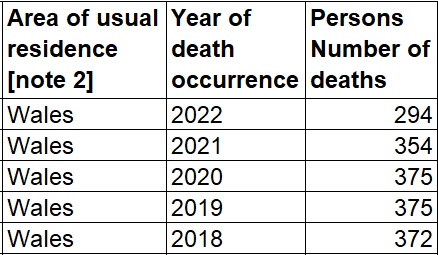 Area of usual residence [note 2] Year of death occurrence Persons Number of deaths
Wales 2022 294
Wales 2021 354
Wales 2020 375
Wales 2019 375
Wales 2018 372